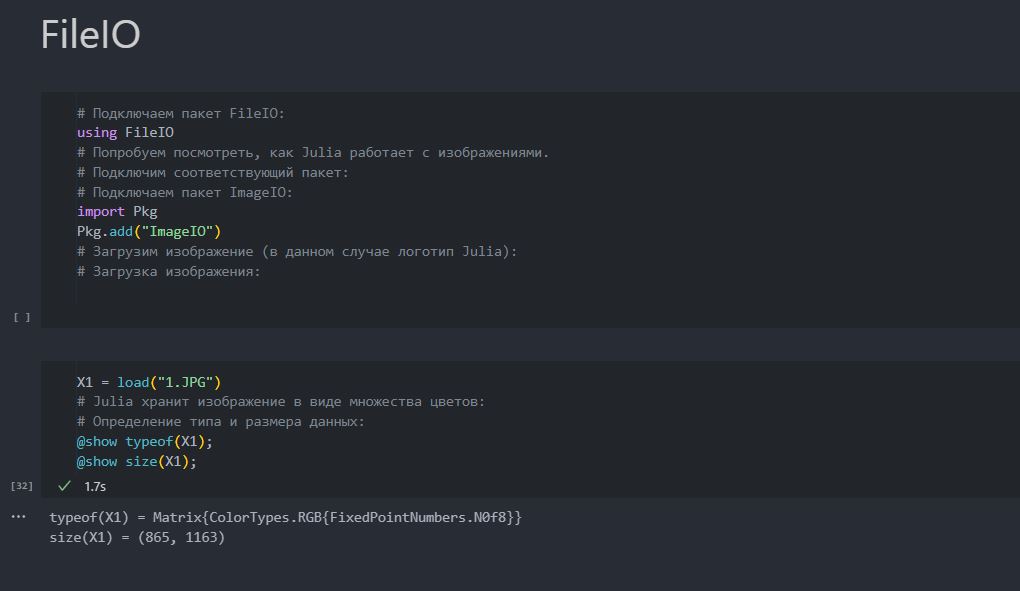 FileIO
# Подключаем пакет FileIO:
using FileIO
# Попробуем посмотреть, как Julia работает с изображениями.
# Подключим соответствующий пакет:
# Подключаем пакет ImageIO:
import Pkg
Pkg.add("ImageIO")
# Загрузим изображение (в данном случае логотип Julia):
# Загрузка изображения:
[ ]
X1 = load("1.JPG")
# Julia хранит изображение в виде множества цветов:
# Определение типа и размера данных:
@show typeof(X1);
@show size(X1);
[32] ✓ 1.7s
... typeof(X1) = Matrix{ColorTypes.RGB{FixedPointNumbers.N0f8}}
size(X1) = (865, 1163)